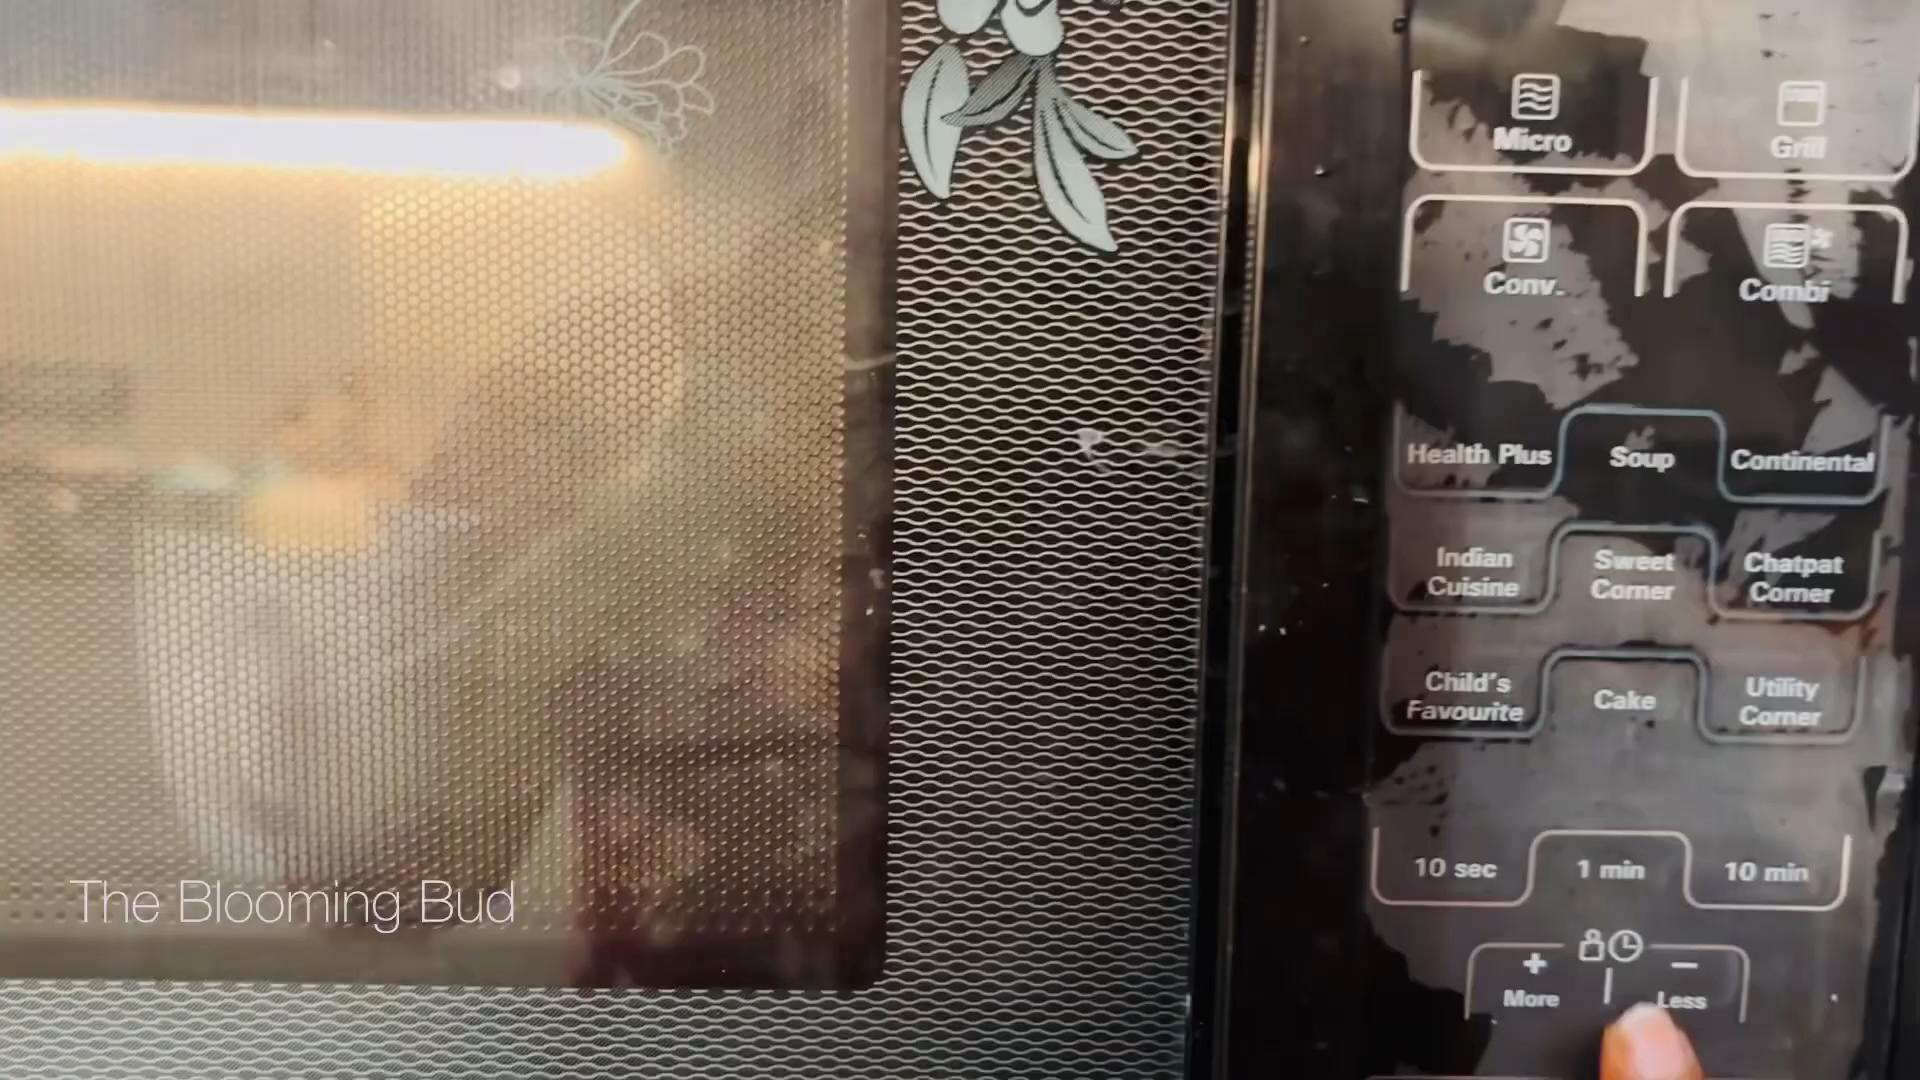 Micro
Grill
Conv.
Combi
Health Plus
Soup
Continental
Indian
Cuisine
Sweet
Corner
Chatpat
Corner
Child's
Favourite
Cake
Utility
Corner
10 sec
1 min
10 min
+
More
−
Less
The Blooming Bud